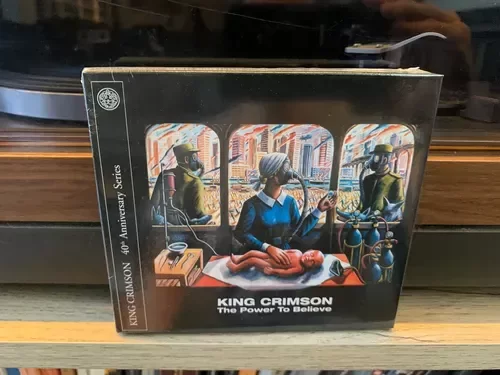 KING CRIMSON 40th Anniversary Series
KING CRIMSON
The Power To Believe